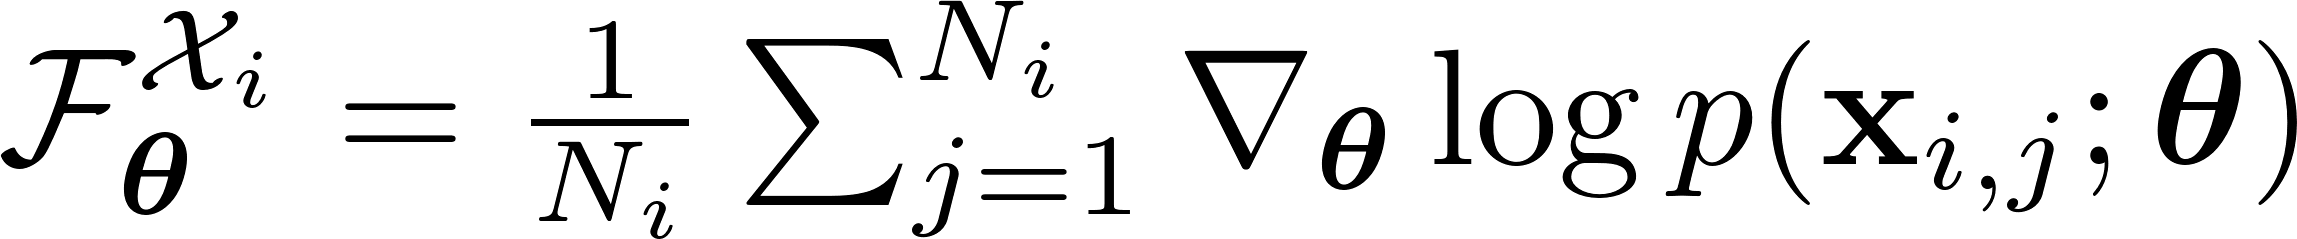 $\mathcal{F}_{\boldsymbol{\theta}}^{\mathcal{X}_i} = \frac{1}{N_i} \sum_{j=1}^{N_i} \nabla_{\boldsymbol{\theta}} \log p(\mathbf{x}_{i,j}; \boldsymbol{\theta})$